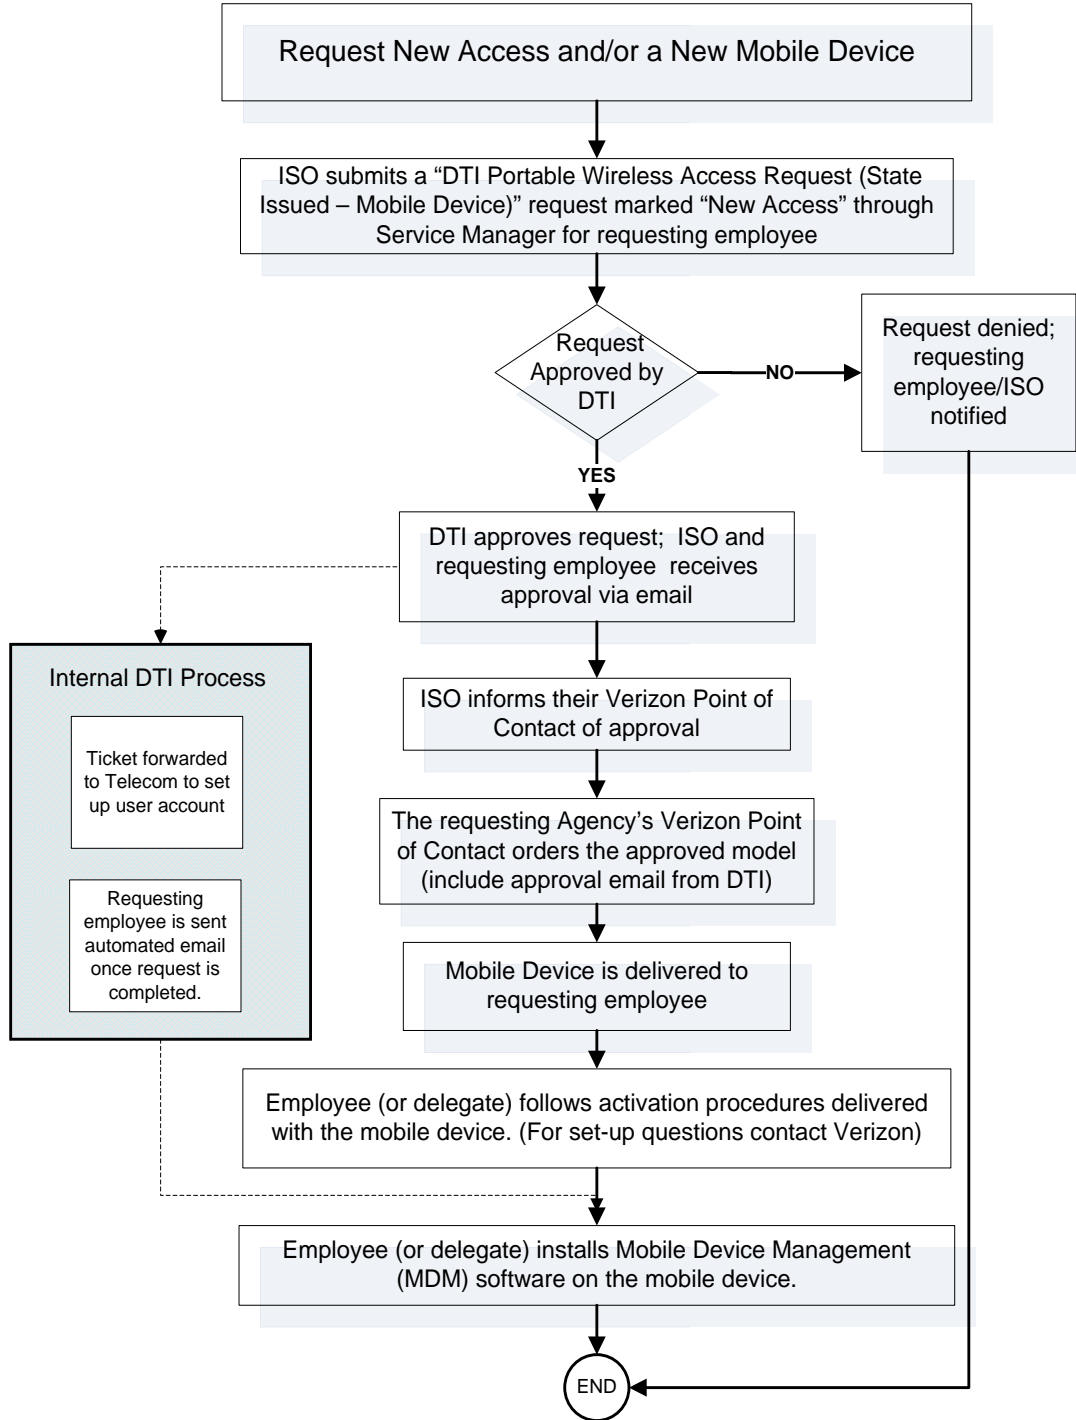 Request New Access and/or a New Mobile Device
ISO submits a “DTI Portable Wireless Access Request (State
Issued – Mobile Device)” request marked “New Access” through
Service Manager for requesting employee
Request
Approved by
DTI
NO
Request denied;
requesting
employee/ISO
notified
YES
DTI approves request;  ISO and
requesting employee  receives
approval via email
Internal DTI Process
Ticket forwarded
to Telecom to set
up user account
Requesting
employee is sent
automated email
once request is
completed.
ISO informs their Verizon Point of
Contact of approval
The requesting Agency’s Verizon Point
of Contact orders the approved model
(include approval email from DTI)
Mobile Device is delivered to
requesting employee
Employee (or delegate) follows activation procedures delivered
with the mobile device. (For set-up questions contact Verizon)
Employee (or delegate) installs Mobile Device Management
(MDM) software on the mobile device.
END